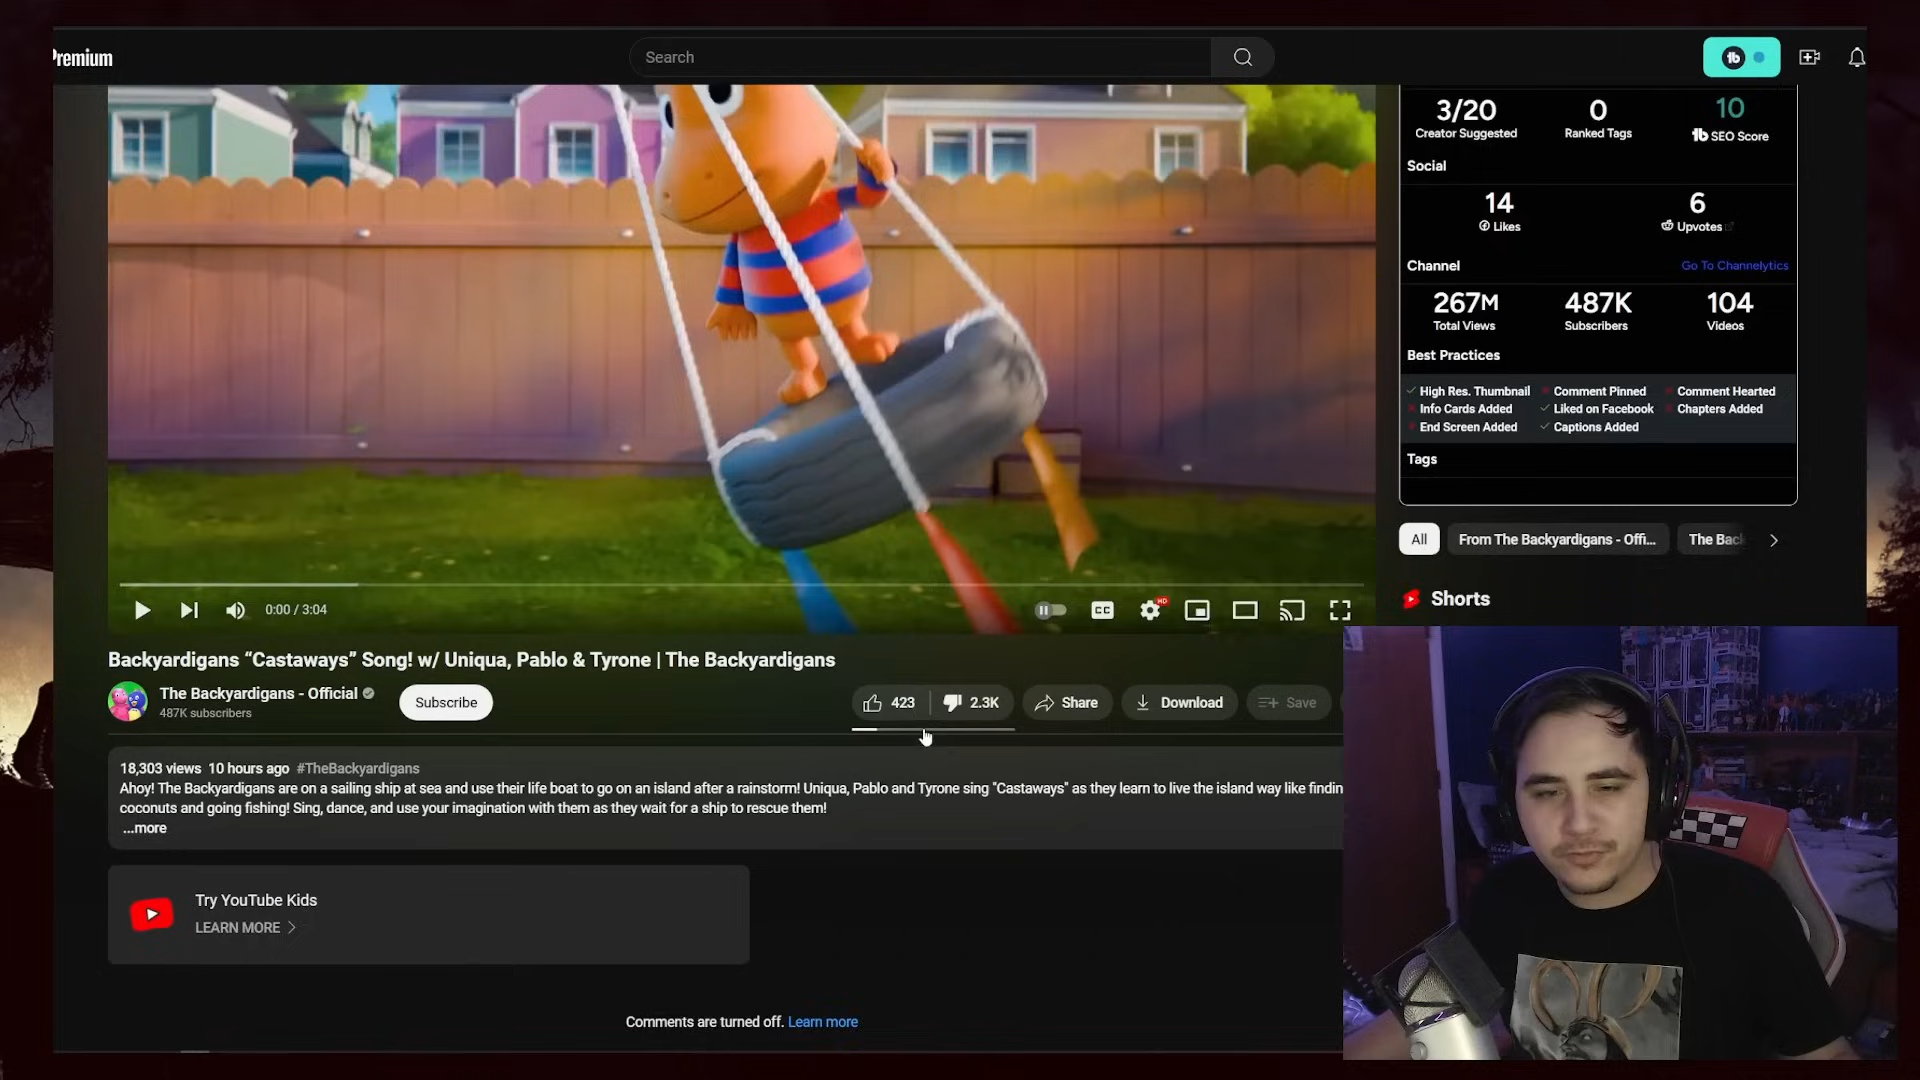 Premium
Search
3/20
Creator Suggested
0
Ranked Tags
10
SEO Score
Social
14
Likes
6
Upvotes
Channel
Go To Channelytics
267M
Total Views
487K
Subscribers
104
Videos
Best Practices
High Res. Thumbnail
Comment Pinned
Comment Hearted
Info Cards Added
Liked on Facebook
Chapters Added
End Screen Added
Captions Added
Tags
All
From The Backyardigans - Offi...
The Back
Shorts
0:00 / 3:04
CC
HD
Backyardigans “Castaways” Song! w/ Uniqua, Pablo & Tyrone | The Backyardigans
The Backyardigans - Official
487K subscribers
Subscribe
423
2.3K
Share
Download
Save
18,303 views 10 hours ago #TheBackyardigans
Ahoy! The Backyardigans are on a sailing ship at sea and use their life boat to go on an island after a rainstorm! Uniqua, Pablo and Tyrone sing "Castaways" as they learn to live the island way like findin
coconuts and going fishing! Sing, dance, and use your imagination with them as they wait for a ship to rescue them!
...more
Try YouTube Kids
LEARN MORE
Comments are turned off. Learn more